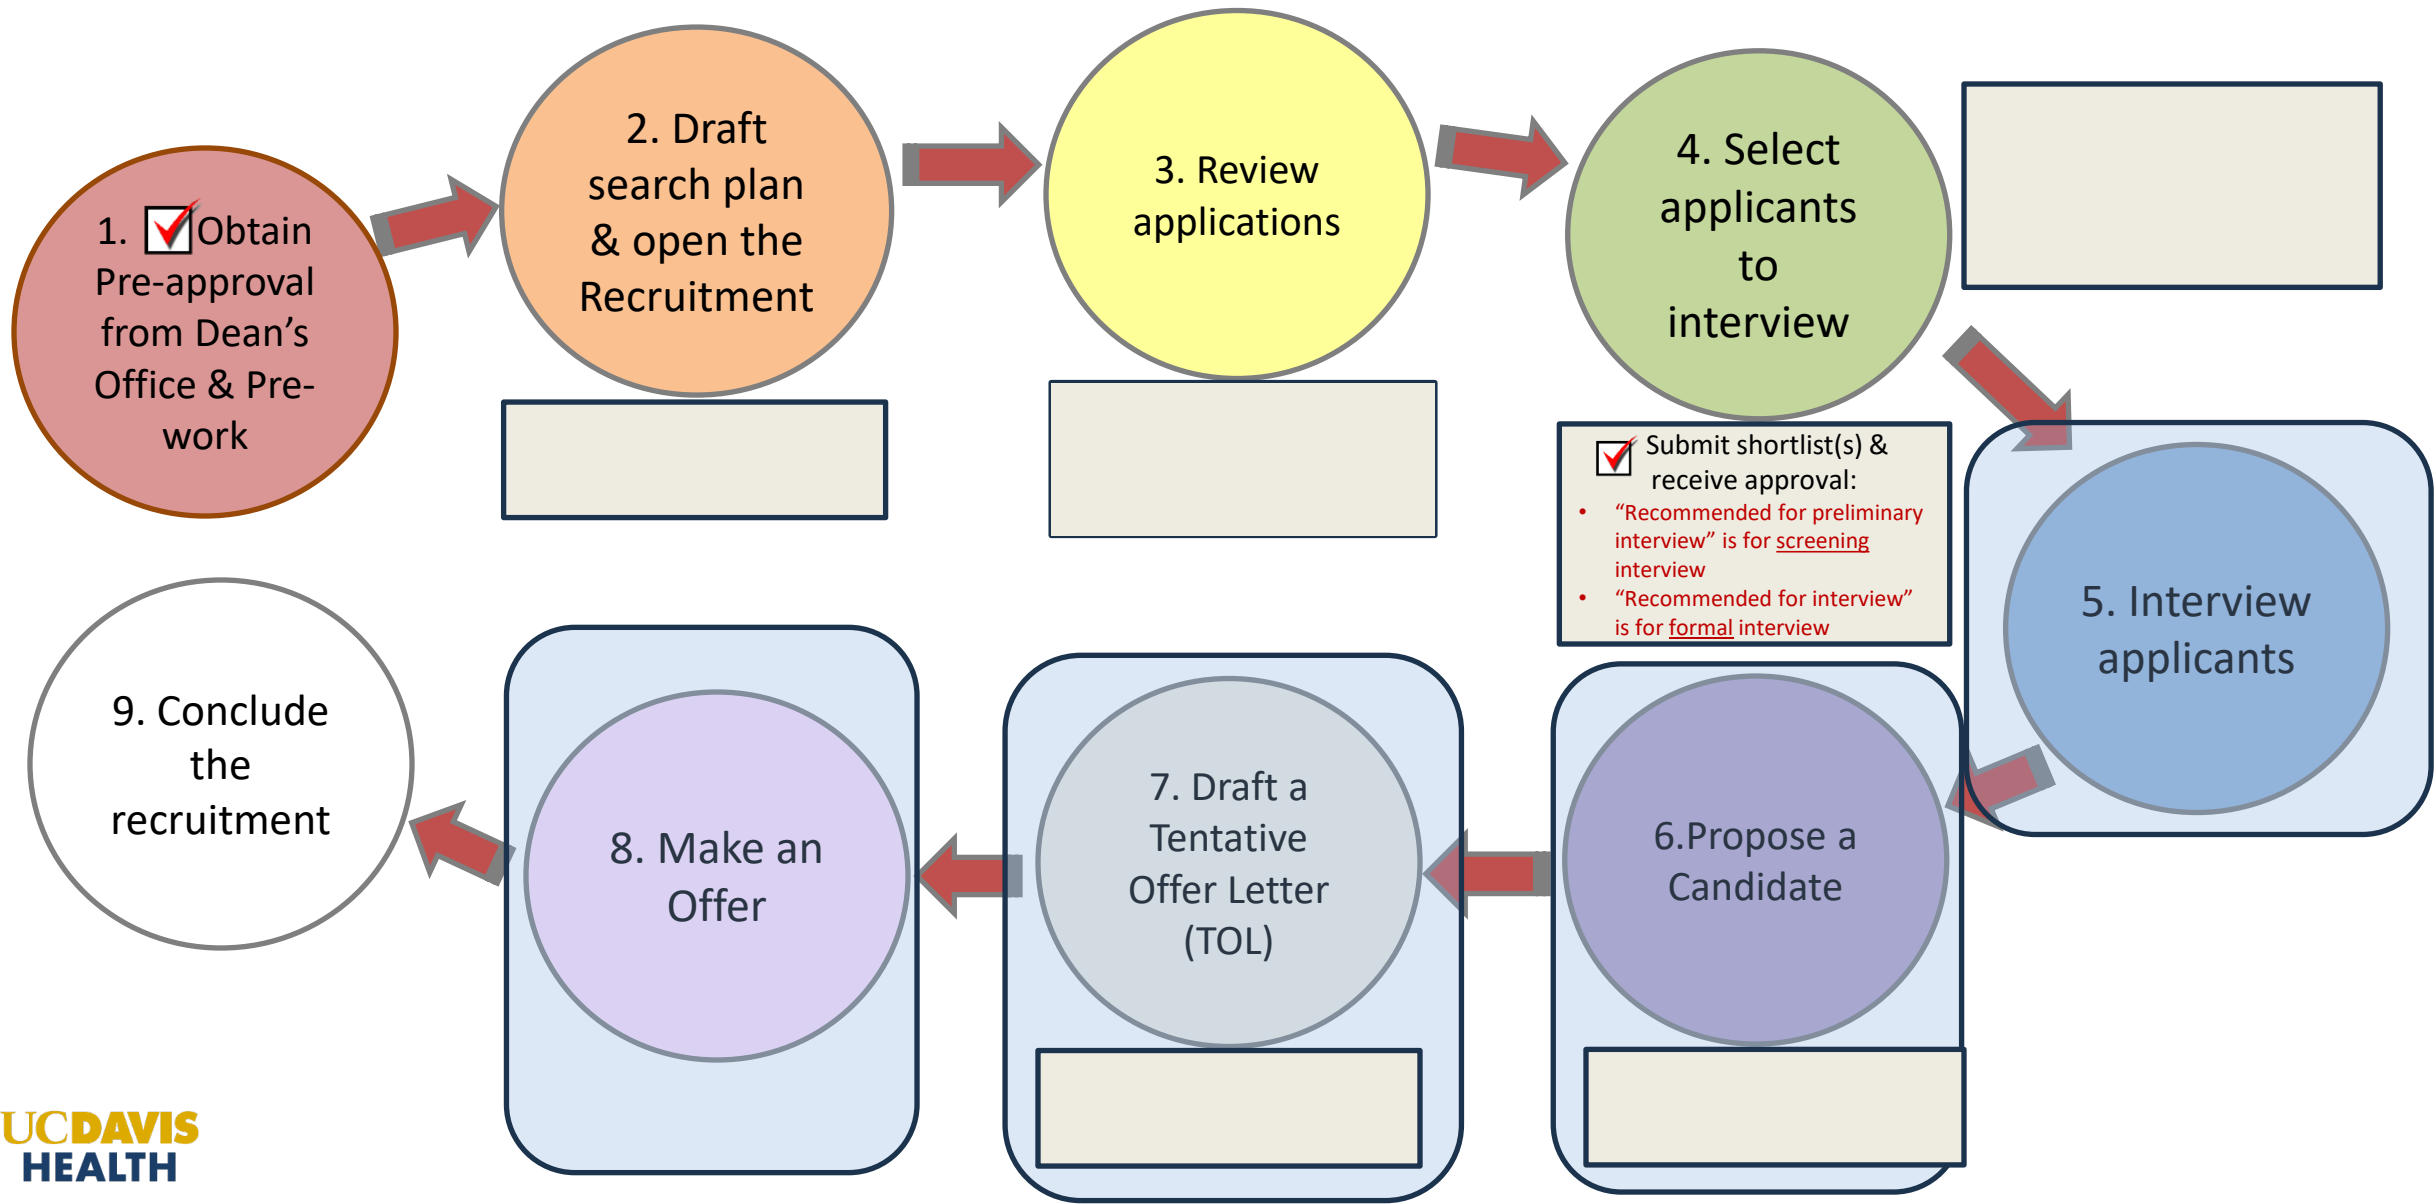 1. Obtain
Pre-approval
from Dean’s
Office & Pre-
work
2. Draft
search plan
& open the
Recruitment
3. Review
applications
4. Select
applicants
to
interview
Submit shortlist(s) &
receive approval:
• “Recommended for preliminary
interview” is for screening
interview
• “Recommended for interview”
is for formal interview
5. Interview
applicants
6.Propose a
Candidate
7. Draft a
Tentative
Offer Letter
(TOL)
8. Make an
Offer
9. Conclude
the
recruitment
UCDAVIS
HEALTH